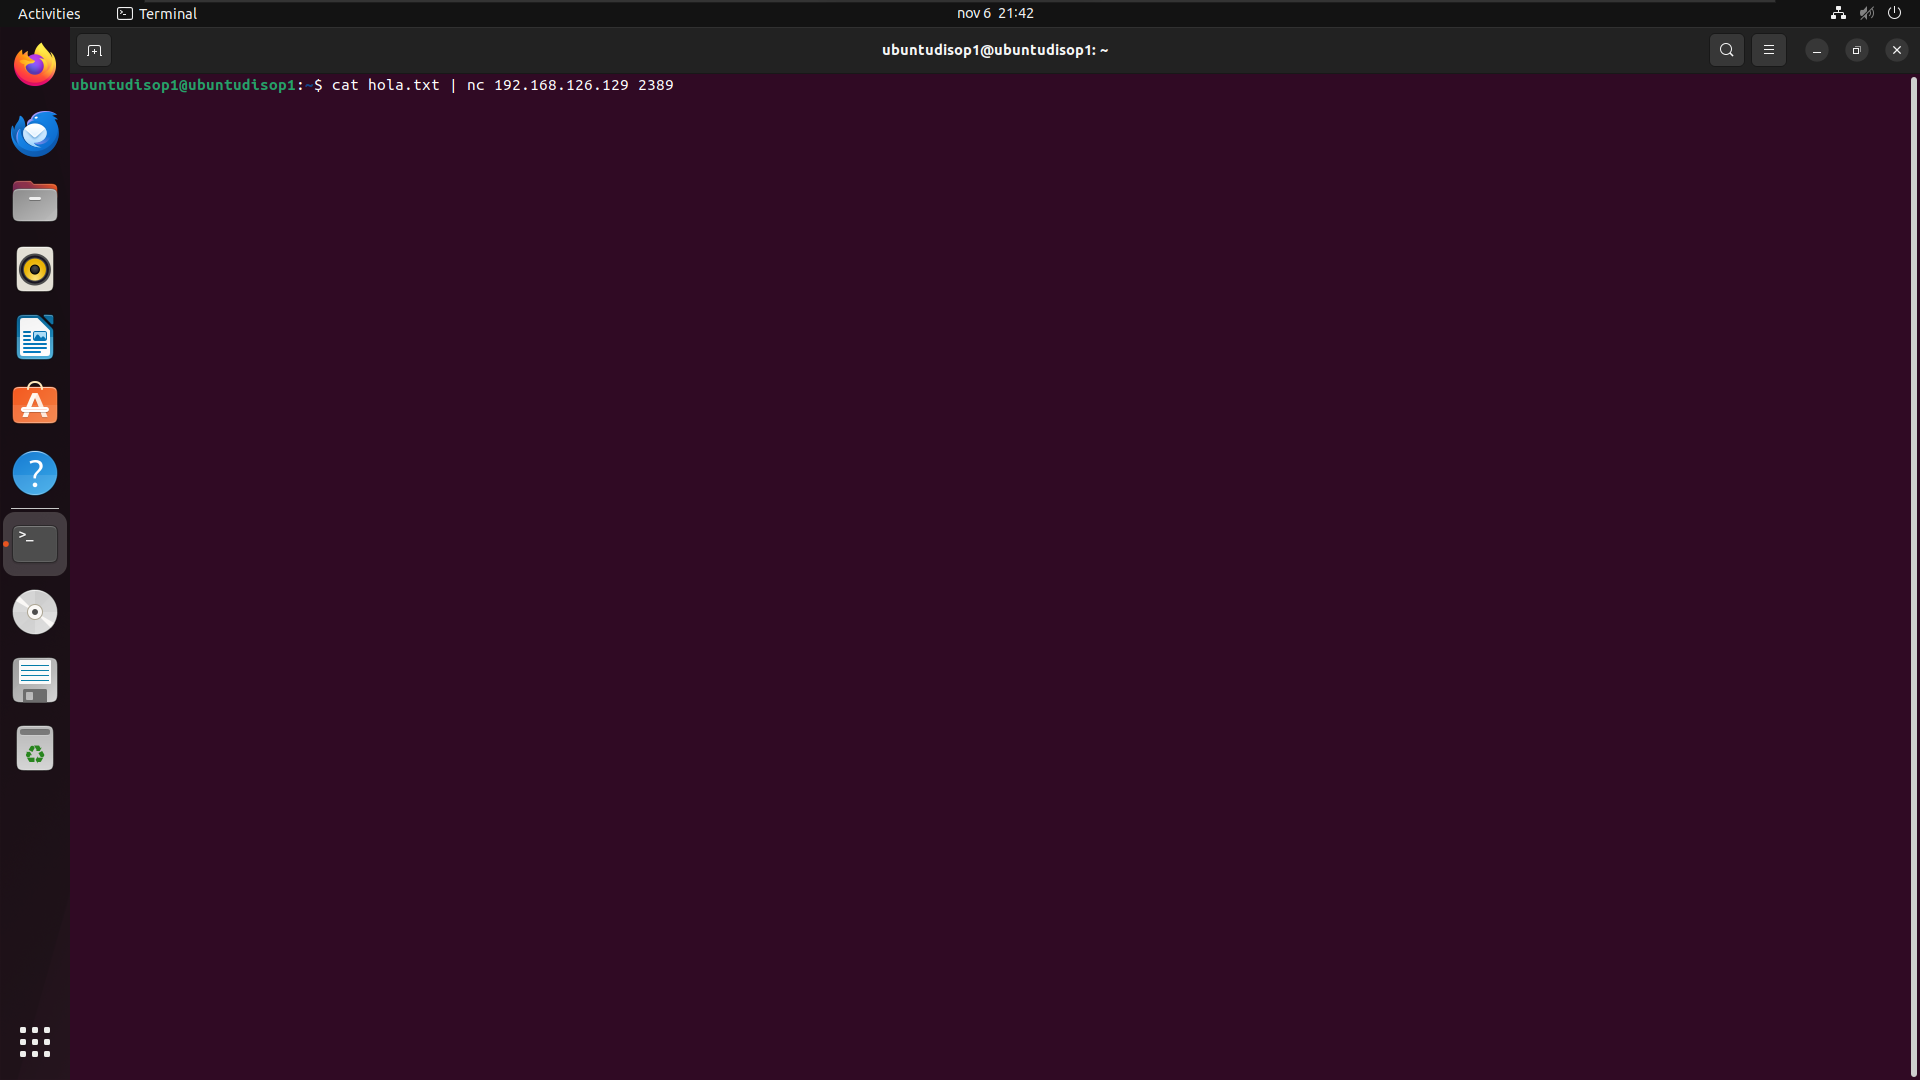 Activities
Terminal
nov 6 21:42
ubuntudisop1@ubuntudisop1: ~
ubuntudisop1@ubuntudisop1:~$ cat hola.txt | nc 192.168.126.129 2389